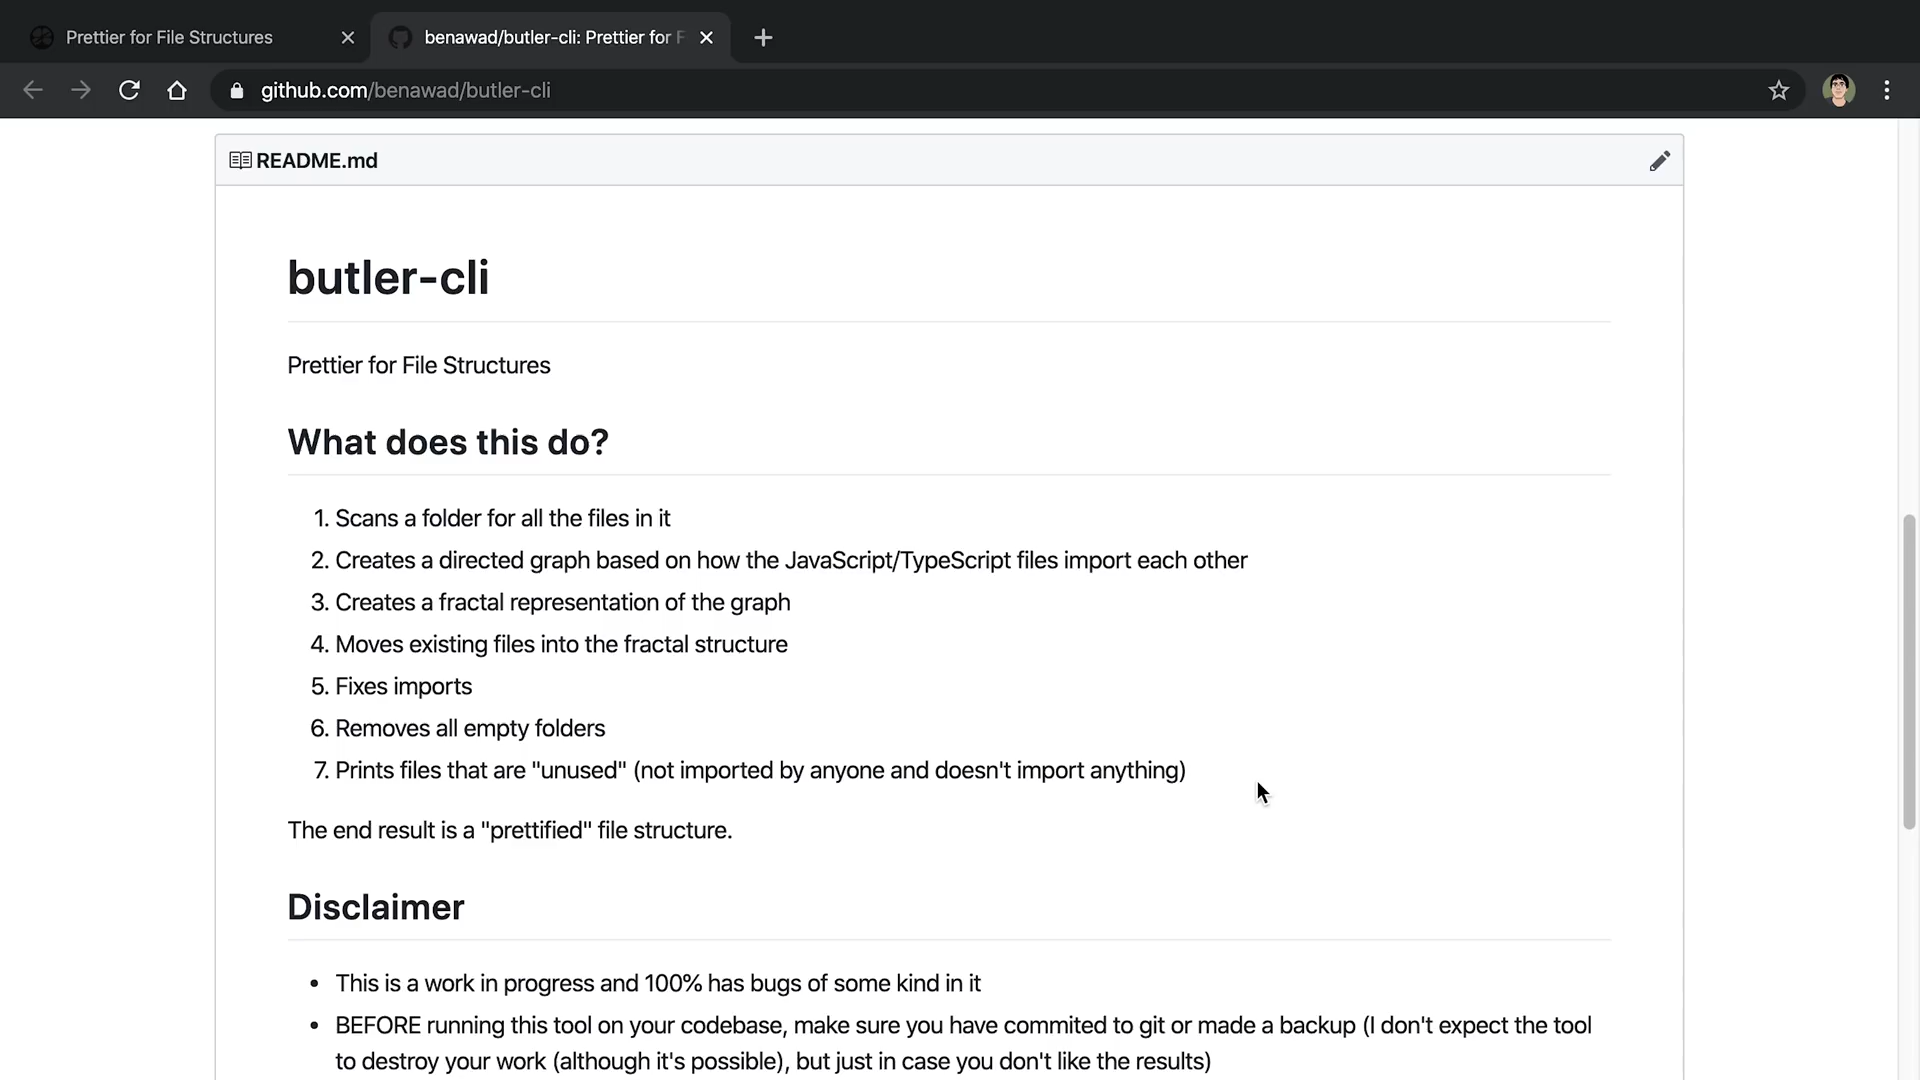 Prettier for File Structures
benawad/butler-cli: Prettier for F
github.com/benawad/butler-cli
README.md
butler-cli
Prettier for File Structures
What does this do?
1. Scans a folder for all the files in it
2. Creates a directed graph based on how the JavaScript/TypeScript files import each other
3. Creates a fractal representation of the graph
4. Moves existing files into the fractal structure
5. Fixes imports
6. Removes all empty folders
7. Prints files that are "unused" (not imported by anyone and doesn't import anything)
The end result is a "prettified" file structure.
Disclaimer
• This is a work in progress and 100% has bugs of some kind in it
• BEFORE running this tool on your codebase, make sure you have commited to git or made a backup (I don't expect the tool
to destroy your work (although it's possible), but just in case you don't like the results)